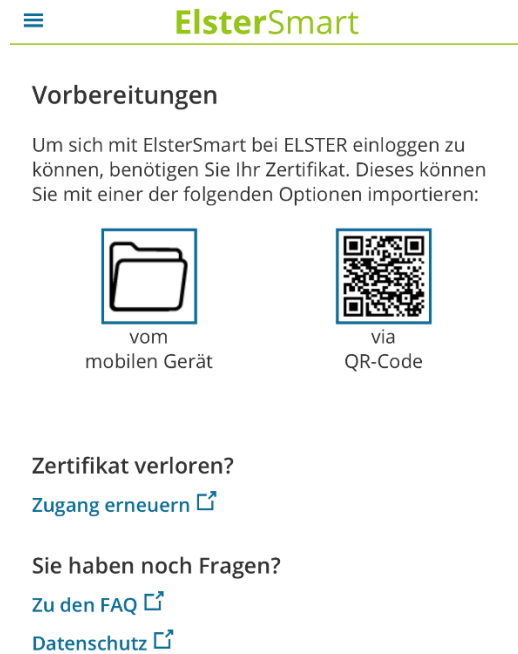 ElsterSmart
Vorbereitungen
Um sich mit ElsterSmart bei ELSTER einloggen zu
können, benötigen Sie Ihr Zertifikat. Dieses können
Sie mit einer der folgenden Optionen importieren:
vom
mobilen Gerät
via
QR-Code
Zertifikat verloren?
Zugang erneuern
Sie haben noch Fragen?
Zu den FAQ
Datenschutz